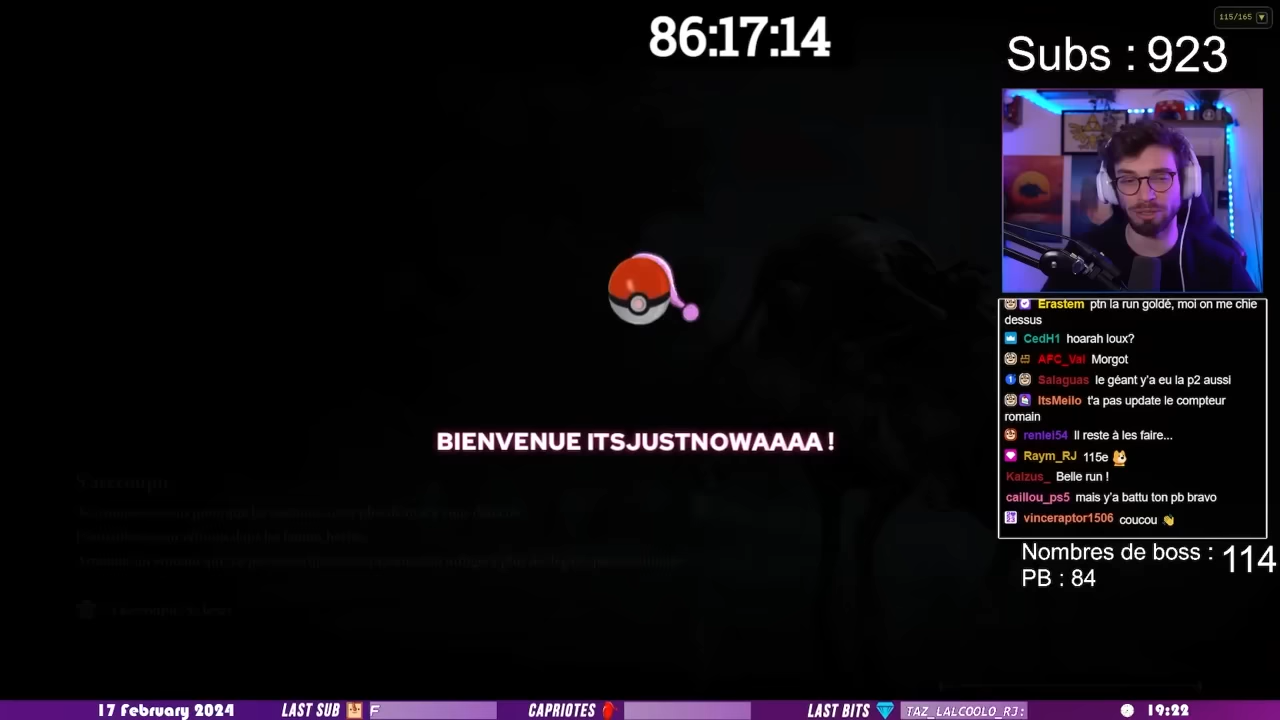 115/165
86:17:14
Subs : 923
BIENVENUE ITSJUSTNOWAAAA !
Erastem ptn la run goldé, moi on me chie
dessus
CedH1 hoarah loux?
AFC_Val Morgot
Salaguas le géant y'a eu la p2 aussi
ItsMello t'a pas update le compteur
romain
renlei54 Il reste à les faire...
Raym_RJ 115e
Kalzus_ Belle run !
caillou_ps5 mais y'a battu ton pb bravo
vinceraptor1506 coucou
Nombres de boss : 114
PB : 84
S'accroupir
17 February 2024 LAST SUB F CAPRIOTES LAST BITS TAZ_LALCOOLO_RJ: 19:22